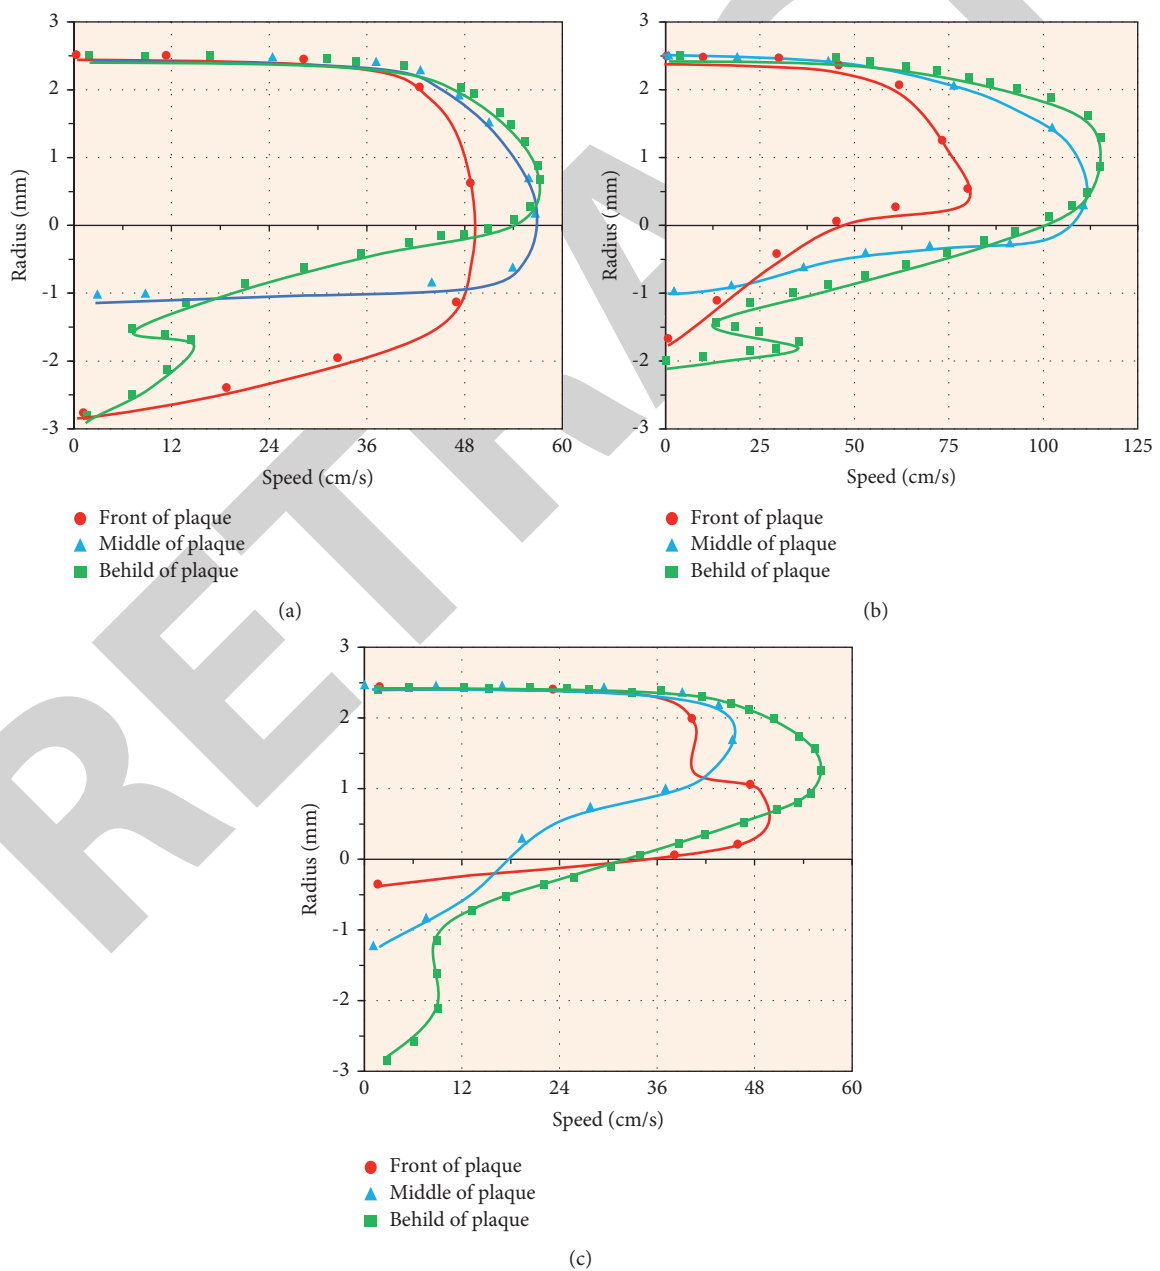 3
2
1
0
-1
-2
-3
Radius (mm)
0 12 24 36 48 60
Speed (cm/s)
Front of plaque
Middle of plaque
Behild of plaque
(a)
3
2
1
0
-1
-2
-3
Radius (mm)
0 25 50 75 100 125
Speed (cm/s)
Front of plaque
Middle of plaque
Behild of plaque
(b)
3
2
1
0
-1
-2
-3
Radius (mm)
0 12 24 36 48 60
Speed (cm/s)
Front of plaque
Middle of plaque
Behild of plaque
(c)